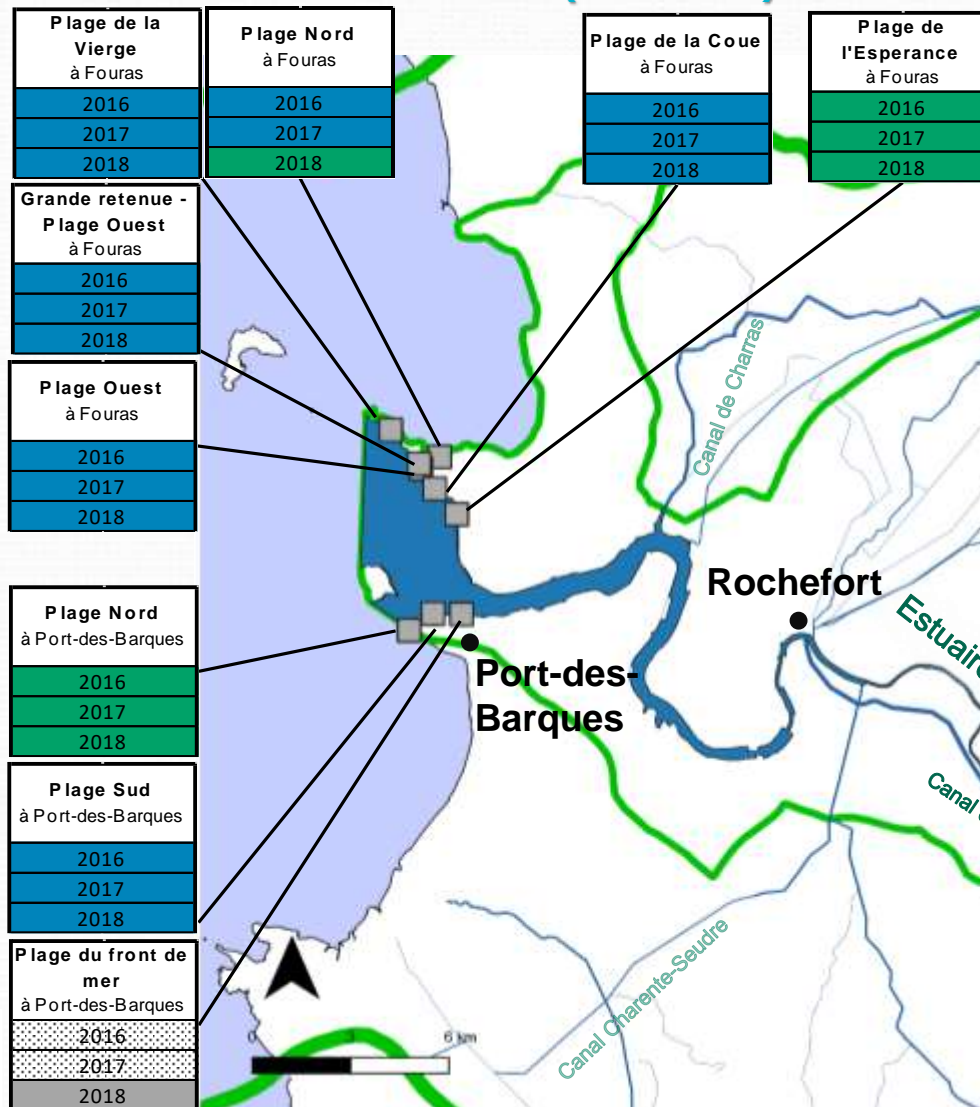 Plage de la
Vierge
à Fouras
2016
2017
2018
Plage Nord
à Fouras
2016
2017
2018
Plage de la Coue
à Fouras
2016
2017
2018
Plage de
l'Esperance
à Fouras
2016
2017
2018
Grande retenue -
Plage Ouest
à Fouras
2016
2017
2018
Plage Ouest
à Fouras
2016
2017
2018
Plage Nord
à Port-des-Barques
2016
2017
2018
Plage Sud
à Port-des-Barques
2016
2017
2018
Plage du front de
mer
à Port-des-Barques
2016
2017
2018
Canal de Charras
Rochefort
Estuaire
Port-des-
Barques
Canal
Canal Charente-Seudre
0 3 6 km